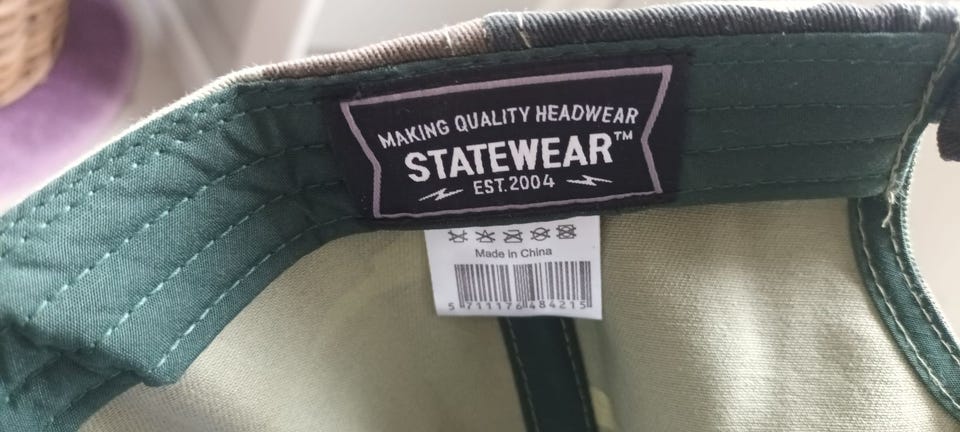 MAKING QUALITY HEADWEAR
STATEWEAR™
EST.2004
Made in China
5 711176 484215